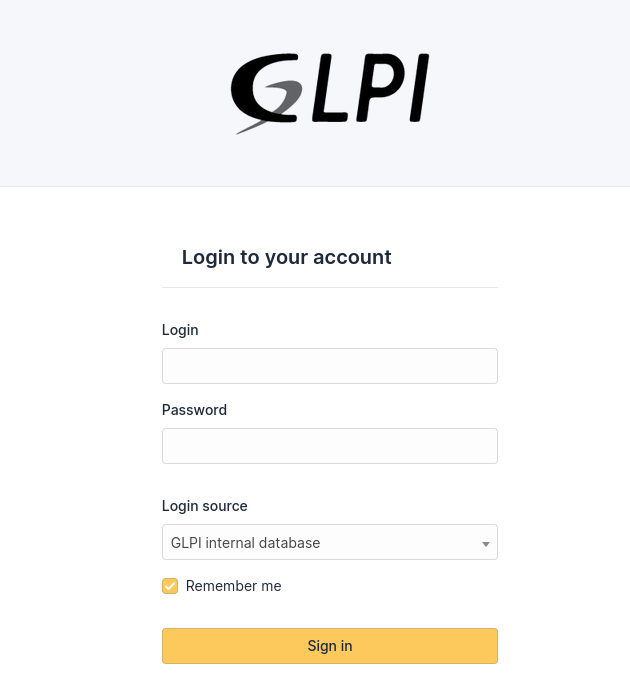 GLPI
Login to your account
Login
Password
Login source
GLPI internal database
Remember me
Sign in